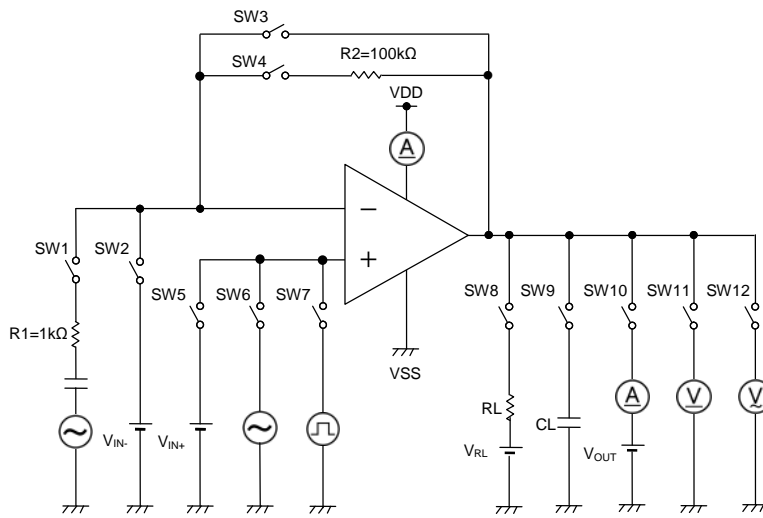 SW3
SW4
R2=100kΩ
VDD
A
−
+
SW1
SW2
SW5
SW6
SW7
SW8
SW9
SW10
SW11
SW12
R1=1kΩ
VSS
A
V
V
RL
CL
VIN-
VIN+
VRL
VOUT